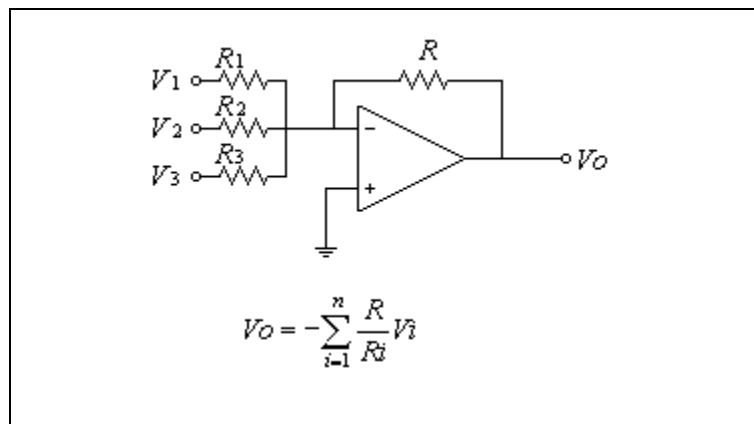 R1
R
V1
R2
V2
R3
V3
−
+
Vo
Vo = −∑ i=1 n R/Ri Vi